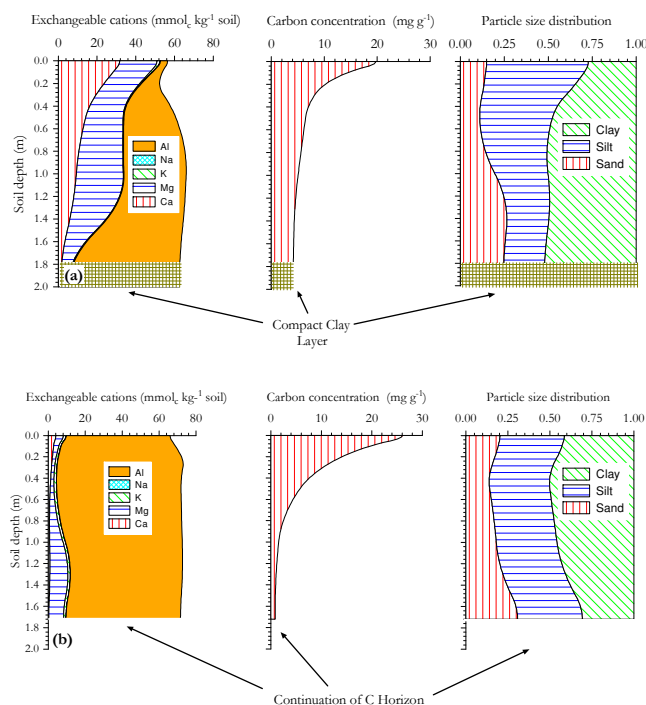 Exchangeable cations (mmolc kg-1 soil)
Carbon concentration (mg g-1)
Particle size distribution
0 20 40 60 80
0 10 20 30
0.00 0.25 0.50 0.75 1.00
0.0
0.2
0.4
0.6
0.8
1.0
1.2
1.4
1.6
1.8
2.0
Soil depth (m)
Al
Na
K
Mg
Ca
Clay
Silt
Sand
(a)
Compact Clay
Layer
Exchangeable cations (mmolc kg-1 soil)
Carbon concentration (mg g-1)
Particle size distribution
0 20 40 60 80
0 10 20 30
0.00 0.25 0.50 0.75 1.00
0.0
0.2
0.4
0.6
0.8
1.0
1.2
1.4
1.6
1.8
2.0
Soil depth (m)
Al
Na
K
Mg
Ca
Clay
Silt
Sand
(b)
Continuation of C Horizon